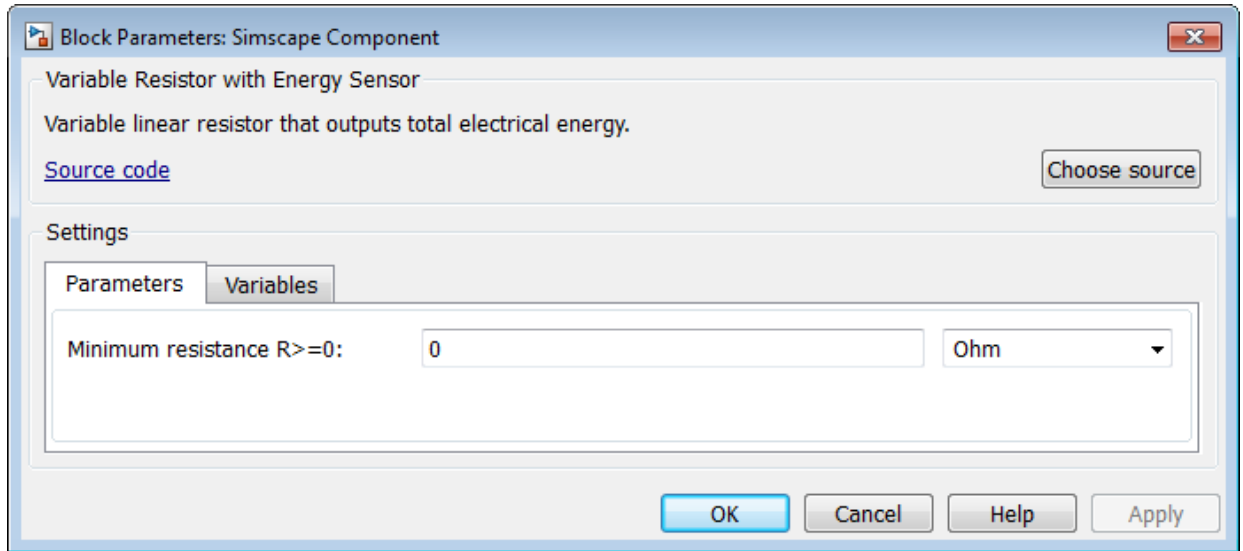 Block Parameters: Simscape Component
Variable Resistor with Energy Sensor
Variable linear resistor that outputs total electrical energy.
Source code
Choose source
Settings
Parameters
Variables
Minimum resistance R>=0:
0
Ohm
OK
Cancel
Help
Apply